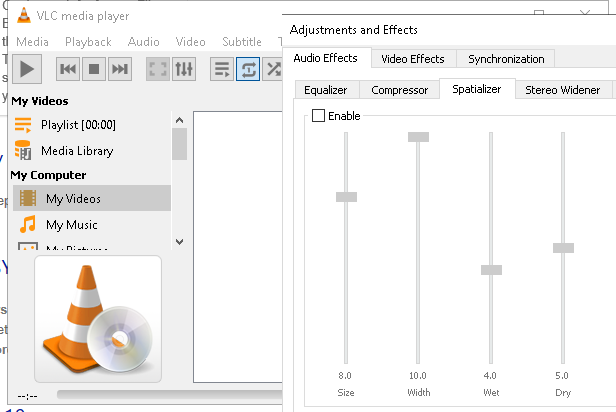 VLC media player
Media Playback Audio Video Subtitle
My Videos
Playlist [00:00]
Media Library
My Computer
My Videos
My Music
My Pictures
--:--
Adjustments and Effects
Audio Effects Video Effects Synchronization
Equalizer Compressor Spatializer Stereo Widener
Enable
8.0 10.0 4.0 5.0
Size Width Wet Dry